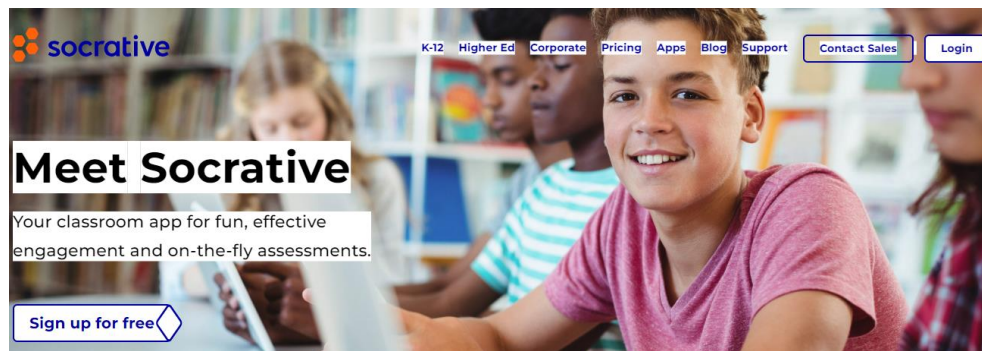 socrative
K-12 Higher Ed Corporate Pricing Apps Blog Support Contact Sales Login
Meet Socrative
Your classroom app for fun, effective
engagement and on-the-fly assessments.
Sign up for free